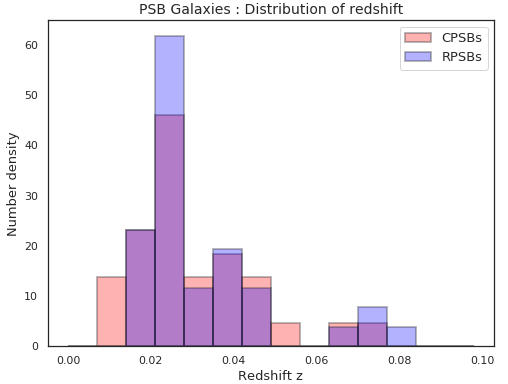 PSB Galaxies : Distribution of redshift
CPSBs
RPSBs
Number density
60
50
40
30
20
10
0
0.00 0.02 0.04 0.06 0.08 0.10
Redshift z